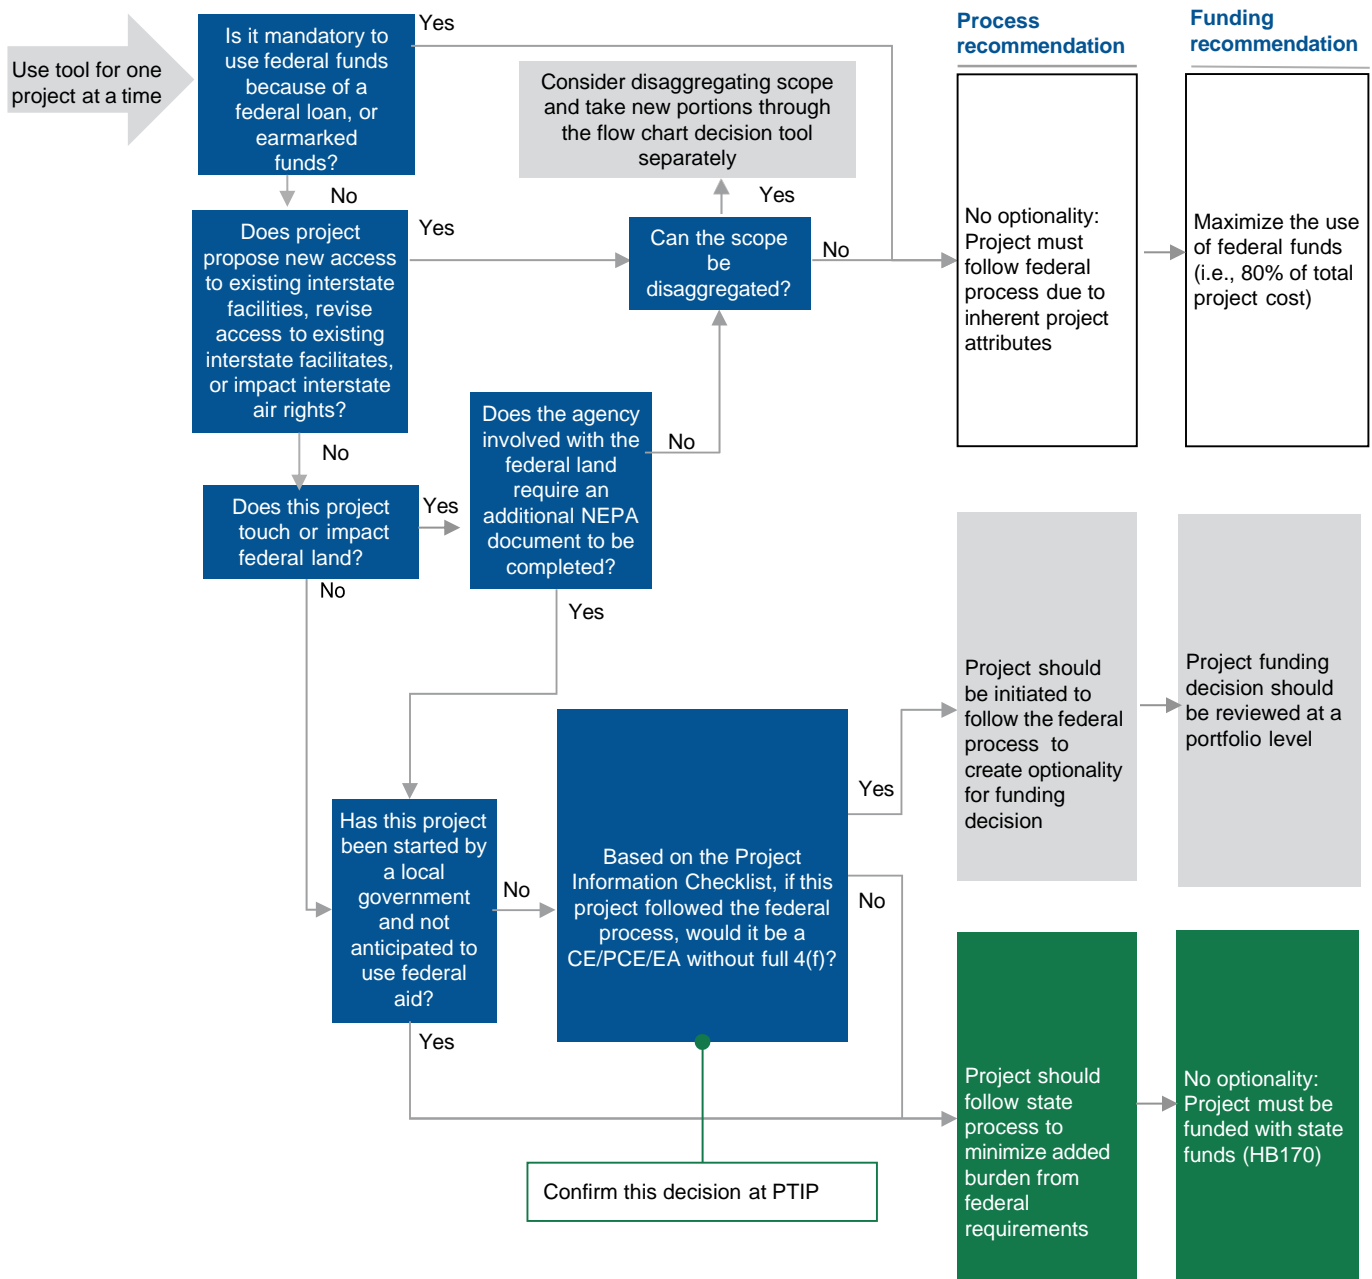 Use tool for one
project at a time
Is it mandatory to
use federal funds
because of a
federal loan, or
earmarked
funds?
Yes
No
Consider disaggregating scope
and take new portions through
the flow chart decision tool
separately
Yes
Does project
propose new access
to existing interstate
facilities, revise
access to existing
interstate facilitates,
or impact interstate
air rights?
Yes
No
Can the scope
be
disaggregated?
No
Process
recommendation
Funding
recommendation
No optionality:
Project must
follow federal
process due to
inherent project
attributes
Maximize the use
of federal funds
(i.e., 80% of total
project cost)
Does this project
touch or impact
federal land?
Yes
No
Does the agency
involved with the
federal land
require an
additional NEPA
document to be
completed?
No
Yes
Has this project
been started by
a local
government
and not
anticipated to
use federal
aid?
No
Yes
Based on the Project
Information Checklist, if this
project followed the federal
process, would it be a
CE/PCE/EA without full 4(f)?
Yes
No
Project should
be initiated to
follow the federal
process to
create optionality
for funding
decision
Project funding
decision should
be reviewed at a
portfolio level
Confirm this decision at PTIP
Project should
follow state
process to
minimize added
burden from
federal
requirements
No optionality:
Project must be
funded with state
funds (HB170)